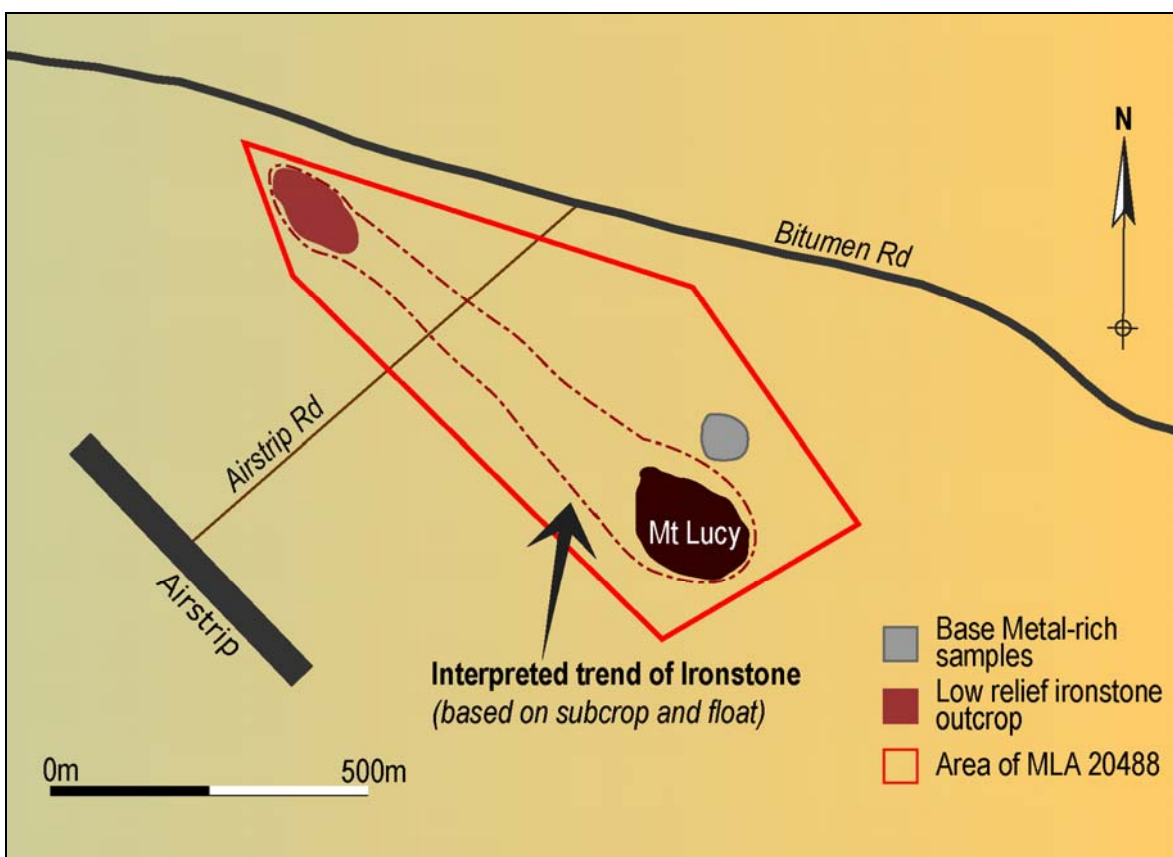 N
Bitumen Rd
Airstrip Rd
Mt Lucy
Airstrip
Interpreted trend of Ironstone
(based on subcrop and float)
Base Metal-rich
samples
Low relief ironstone
outcrop
Area of MLA 20488
0m 500m